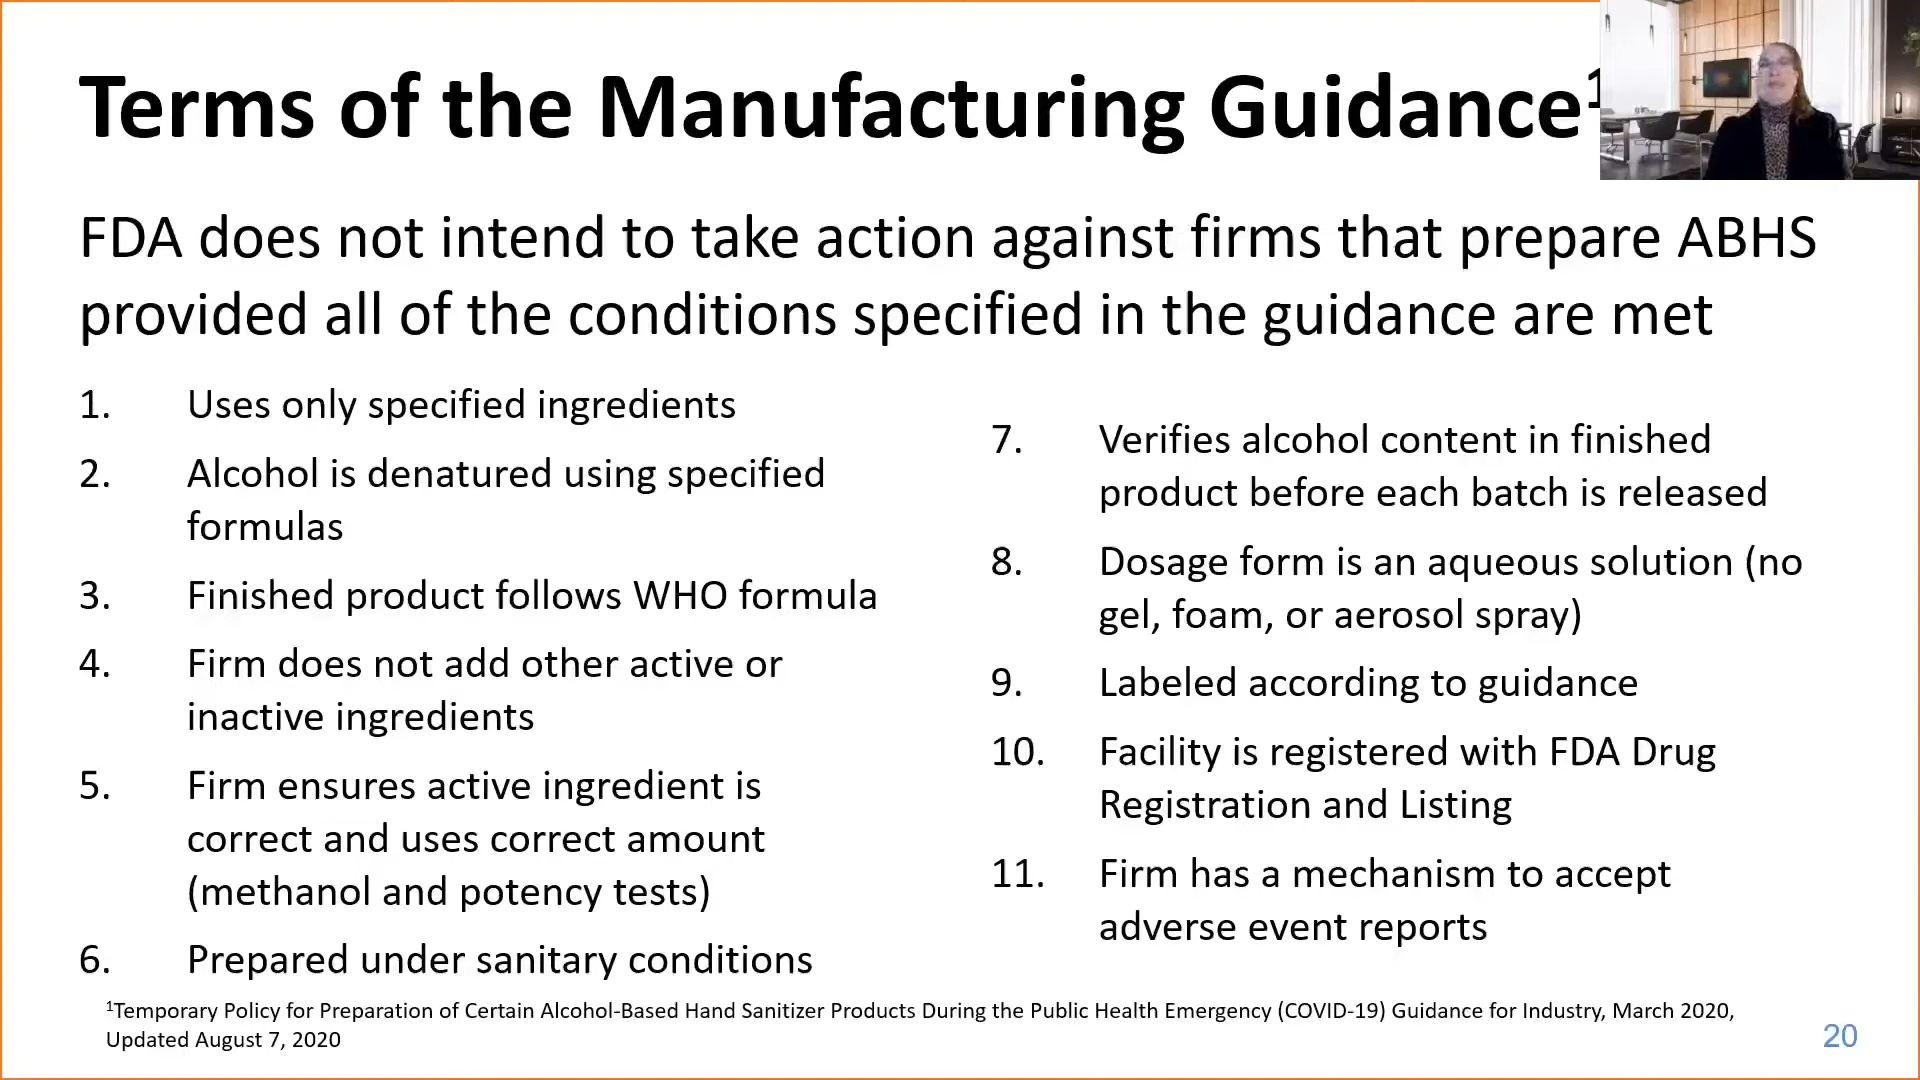 Terms of the Manufacturing Guidance¹
FDA does not intend to take action against firms that prepare ABHS
provided all of the conditions specified in the guidance are met
1. Uses only specified ingredients
2. Alcohol is denatured using specified
formulas
3. Finished product follows WHO formula
4. Firm does not add other active or
inactive ingredients
5. Firm ensures active ingredient is
correct and uses correct amount
(methanol and potency tests)
6. Prepared under sanitary conditions
7. Verifies alcohol content in finished
product before each batch is released
8. Dosage form is an aqueous solution (no
gel, foam, or aerosol spray)
9. Labeled according to guidance
10. Facility is registered with FDA Drug
Registration and Listing
11. Firm has a mechanism to accept
adverse event reports
¹Temporary Policy for Preparation of Certain Alcohol-Based Hand Sanitizer Products During the Public Health Emergency (COVID-19) Guidance for Industry, March 2020,
Updated August 7, 2020
20